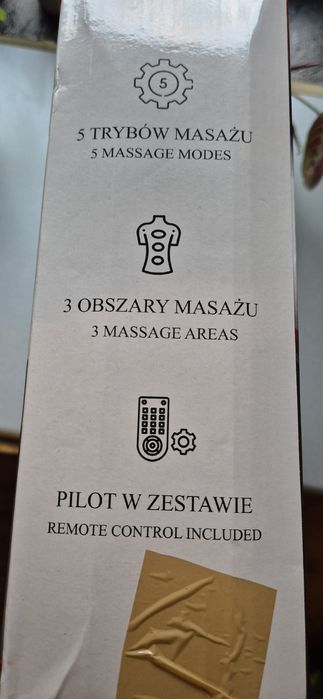 5
5 TRYBÓW MASAŻU
5 MASSAGE MODES
3 OBSZARY MASAŻU
3 MASSAGE AREAS
PILOT W ZESTAWIE
REMOTE CONTROL INCLUDED